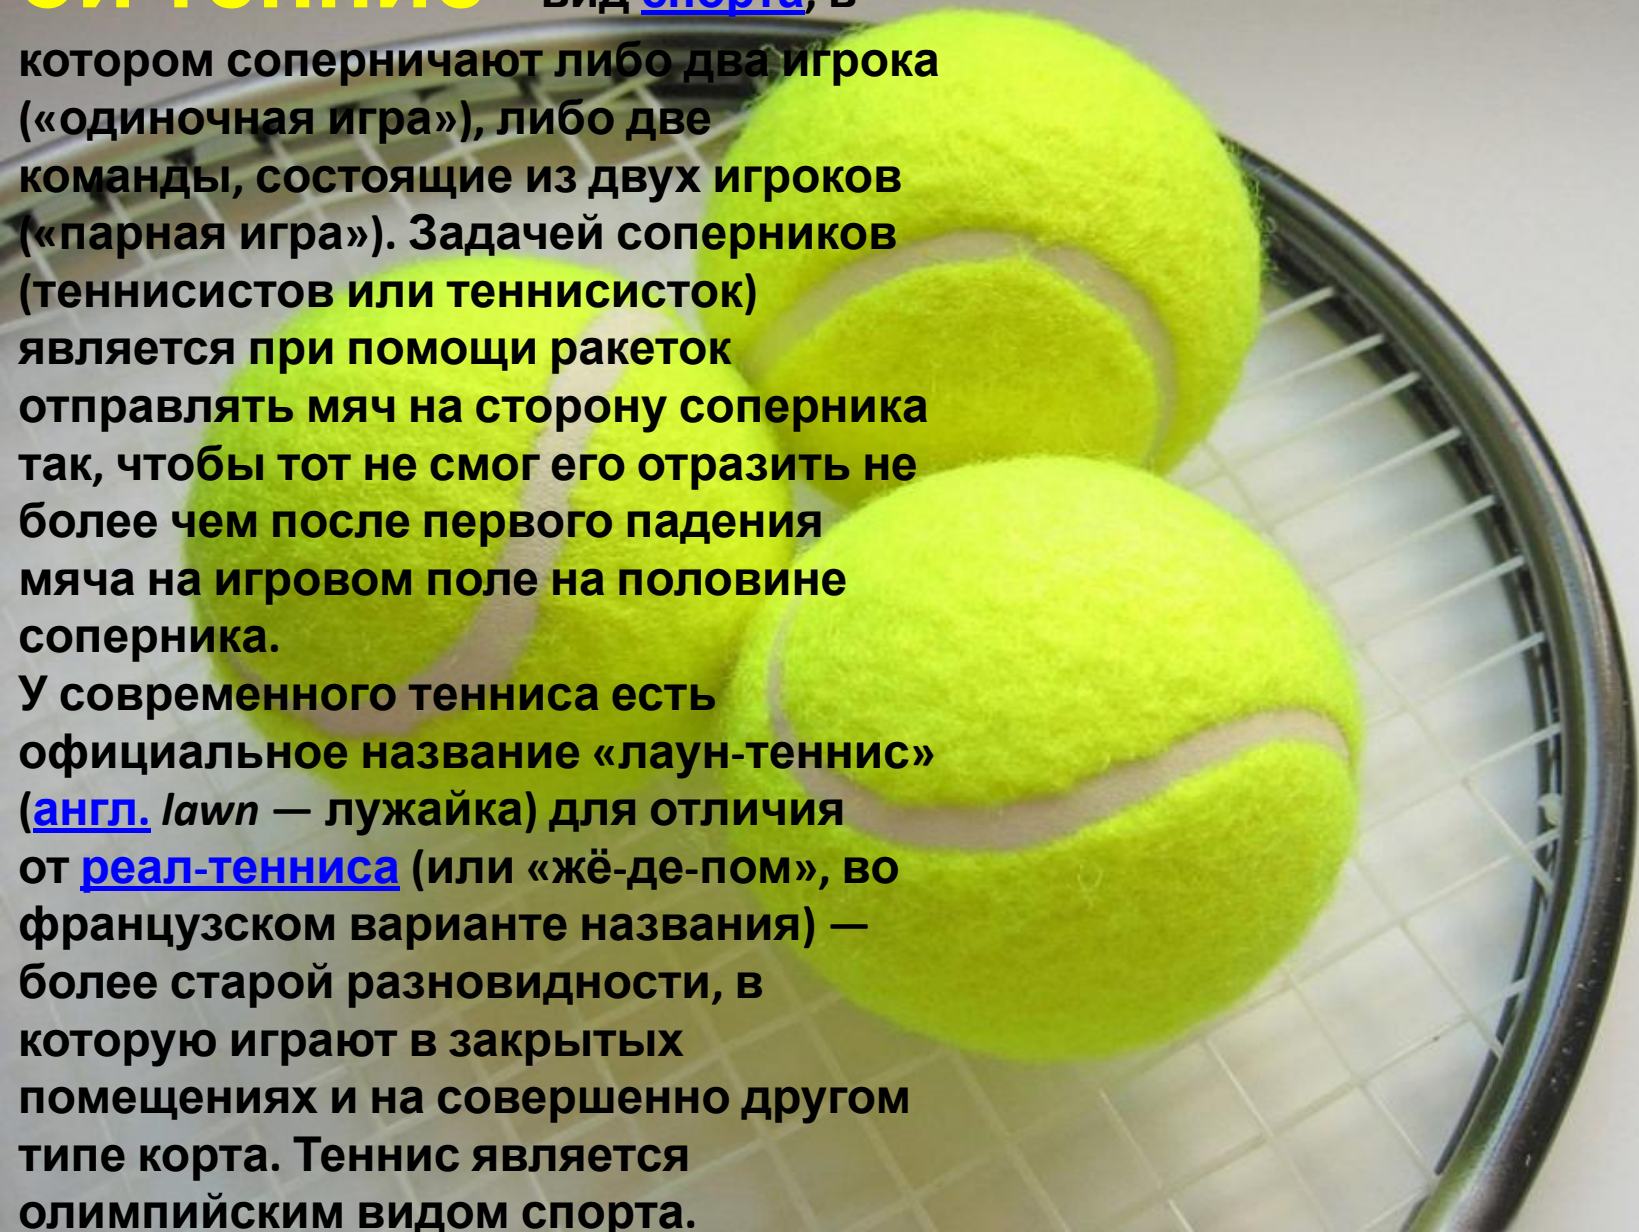 вид спорта, в
котором соперничают либо два игрока
(«одиночная игра»), либо две
команды, состоящие из двух игроков
(«парная игра»). Задачей соперников
(теннисистов или теннисисток)
является при помощи ракеток
отправлять мяч на сторону соперника
так, чтобы тот не смог его отразить не
более чем после первого падения
мяча на игровом поле на половине
соперника.
У современного тенниса есть
официальное название «лаун-теннис»
(англ. lawn — лужайка) для отличия
от реал-тенниса (или «жё-де-пом», во
французском варианте названия) —
более старой разновидности, в
которую играют в закрытых
помещениях и на совершенно другом
типе корта. Теннис является
олимпийским видом спорта.